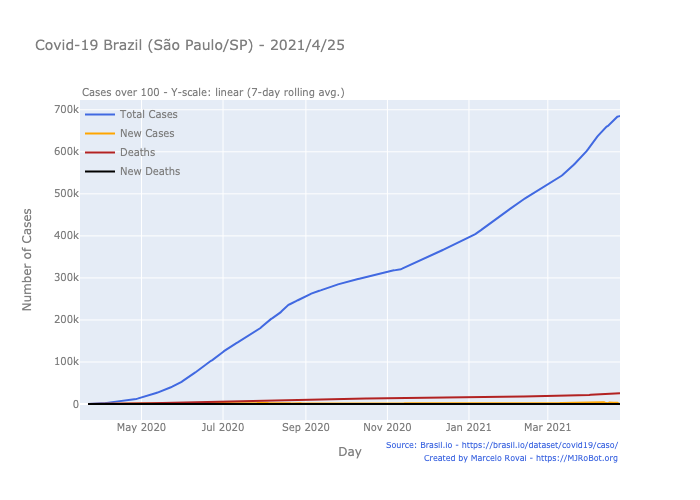 Covid-19 Brazil (São Paulo/SP) - 2021/4/25
Cases over 100 - Y-scale: linear (7-day rolling avg.)
Total Cases
New Cases
Deaths
New Deaths
700k
600k
500k
400k
300k
200k
100k
0
Number of Cases
May 2020
Jul 2020
Sep 2020
Nov 2020
Jan 2021
Mar 2021
Day
Source: Brasil.io - https://brasil.io/dataset/covid19/caso/
Created by Marcelo Rovai - https://MJRoBot.org